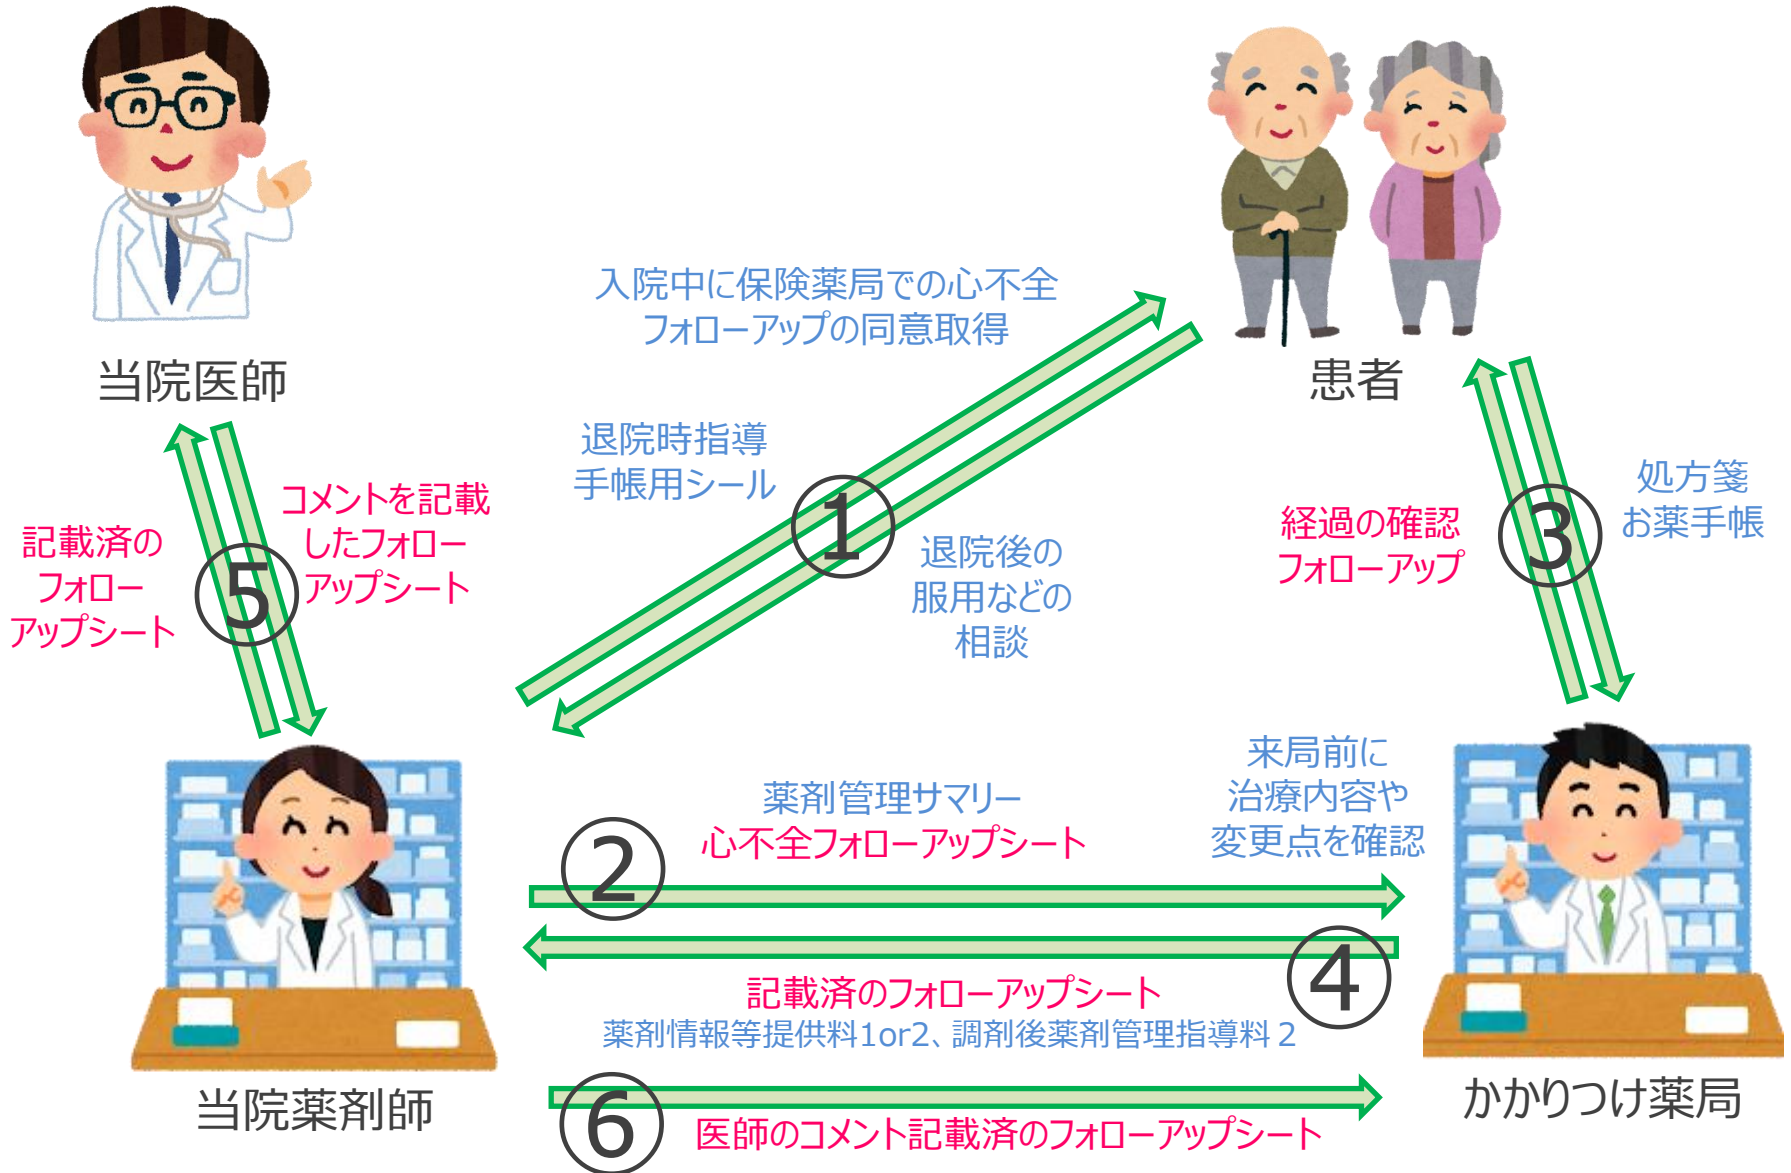 入院中に保険薬局での心不全
フォローアップの同意取得
当院医師
患者
退院時指導
手帳用シール
①
退院後の
服用などの
相談
処方箋
お薬手帳
③
経過の確認
フォローアップ
コメントを記載
したフォロー
アップシート
記載済の
フォロー
アップシート
⑤
来局前に
治療内容や
変更点を確認
薬剤管理サマリー
心不全フォローアップシート
②
④
記載済のフォローアップシート
薬剤情報等提供料1or2、調剤後薬剤管理指導料２
当院薬剤師
かかりつけ薬局
⑥
医師のコメント記載済のフォローアップシート